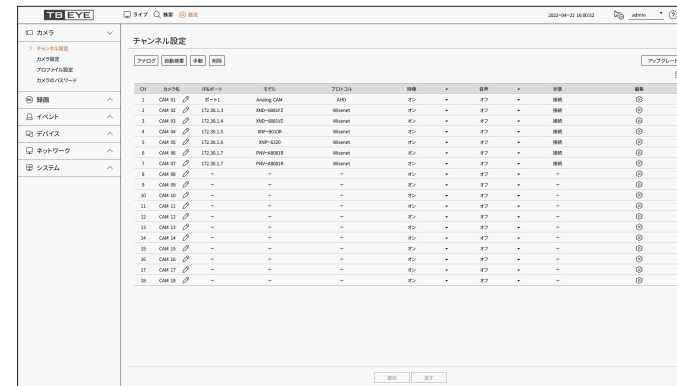 TB EYE
ライブ 検索 設定 2022-04-22 16:00:52 admin
カメラ
チャンネル設定
カメラ設定
プロファイル設定
カメラのパスワード
録画
イベント
デバイス
ネットワーク
システム
チャンネル設定
アナログ 自動検索 手動 削除 アップグレード
CH カメラ名 IP&ポート モデル プロトコル 映像 音声 状態 編集
1 CAM 01 ポート1 Analog CAM AHD オン オフ 接続
2 CAM 02 172.30.1.3 XND-6081FZ Wisenet オン オフ 接続
3 CAM 03 172.30.1.4 XND-8081VZ Wisenet オン オフ 接続
4 CAM 04 172.30.1.5 XNF-8010R Wisenet オン オフ 接続
5 CAM 05 172.30.1.6 XNP-6320 Wisenet オン オフ 接続
6 CAM 06 172.30.1.7 PNV-A9081R Wisenet オン オフ 接続
7 CAM 07 172.30.1.7 PNV-A9081R Wisenet オン オフ 接続
8 CAM 08 - - - オン オフ -
9 CAM 09 - - - オン オフ -
10 CAM 10 - - - オン オフ -
11 CAM 11 - - - オン オフ -
12 CAM 12 - - - オン オフ -
13 CAM 13 - - - オン オフ -
14 CAM 14 - - - オン オフ -
15 CAM 15 - - - オン オフ -
16 CAM 16 - - - オン オフ -
17 CAM 17 - - - オン オフ -
18 CAM 18 - - - オン オフ -
適用 戻す